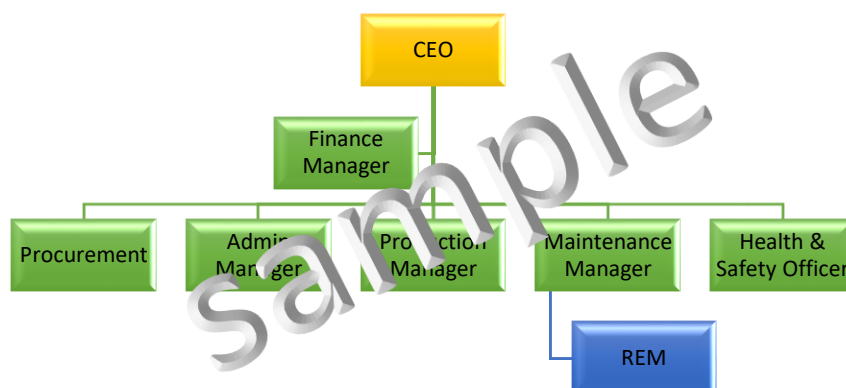 CEO
Finance
Manager
Procurement
Admin
Manager
Production
Manager
Maintenance
Manager
Health &
Safety Officer
REM
sample